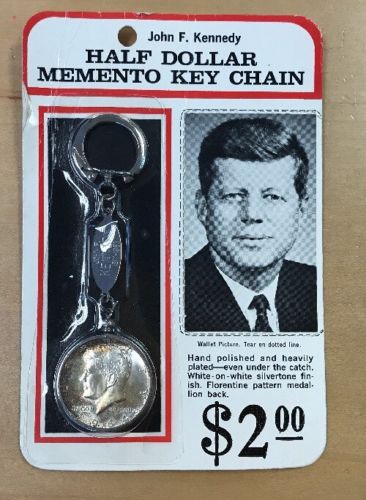 John F. Kennedy
HALF DOLLAR
MEMENTO KEY CHAIN
Wallet Picture. Tear on dotted line.
Hand polished and heavily
plated—even under the catch.
White-on-white silvertone fin-
ish. Florentine pattern medal-
lion back.
$2.00